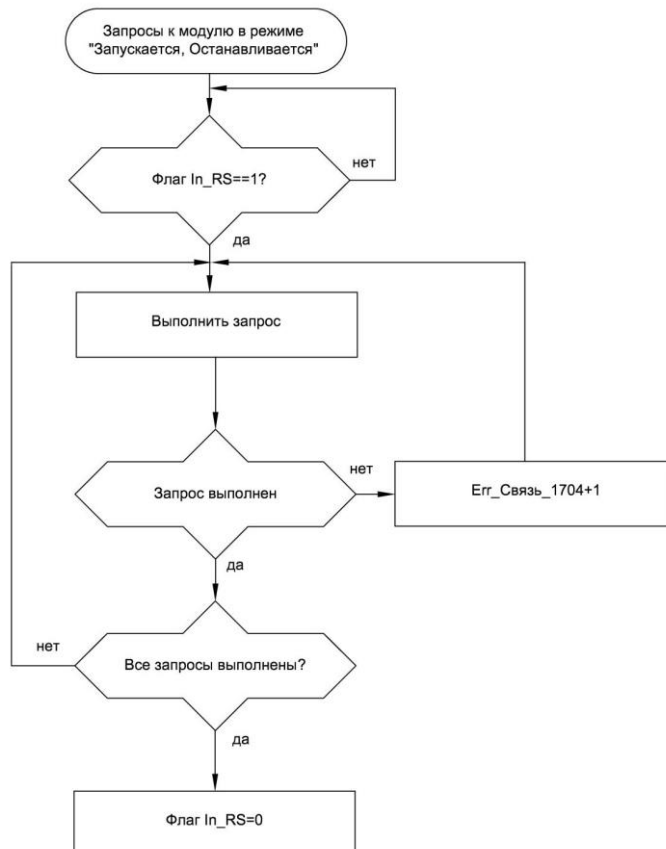 Запросы к модулю в режиме
"Запускается, Останавливается"
Флаг In_RS==1?
нет
да
Выполнить запрос
Запрос выполнен
нет
Err_Связь_1704+1
да
Все запросы выполнены?
нет
да
Флаг In_RS=0